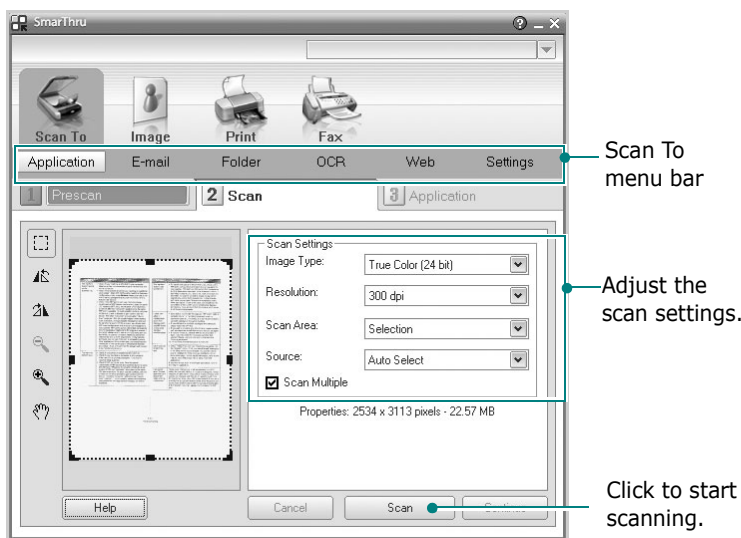 SmarThru
Scan To Image Print Fax
Application E-mail Folder OCR Web Settings
Scan To
menu bar
1 Prescan 2 Scan 3 Application
Scan Settings
Image Type: True Color (24 bit)
Resolution: 300 dpi
Scan Area: Selection
Source: Auto Select
Scan Multiple
Adjust the
scan settings.
Properties: 2534 x 3113 pixels - 22.57 MB
Help Cancel Scan
Click to start
scanning.